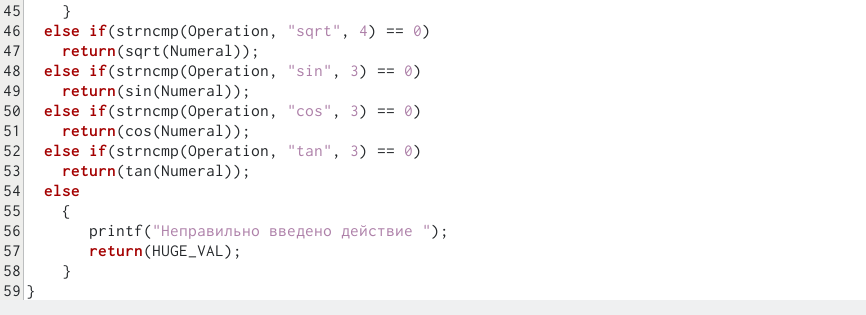 45 }
46 else if(strncmp(Operation, "sqrt", 4) == 0)
47 return(sqrt(Numeral));
48 else if(strncmp(Operation, "sin", 3) == 0)
49 return(sin(Numeral));
50 else if(strncmp(Operation, "cos", 3) == 0)
51 return(cos(Numeral));
52 else if(strncmp(Operation, "tan", 3) == 0)
53 return(tan(Numeral));
54 else
55 {
56 printf("Неправильно введено действие ");
57 return(HUGE_VAL);
58 }
59 }